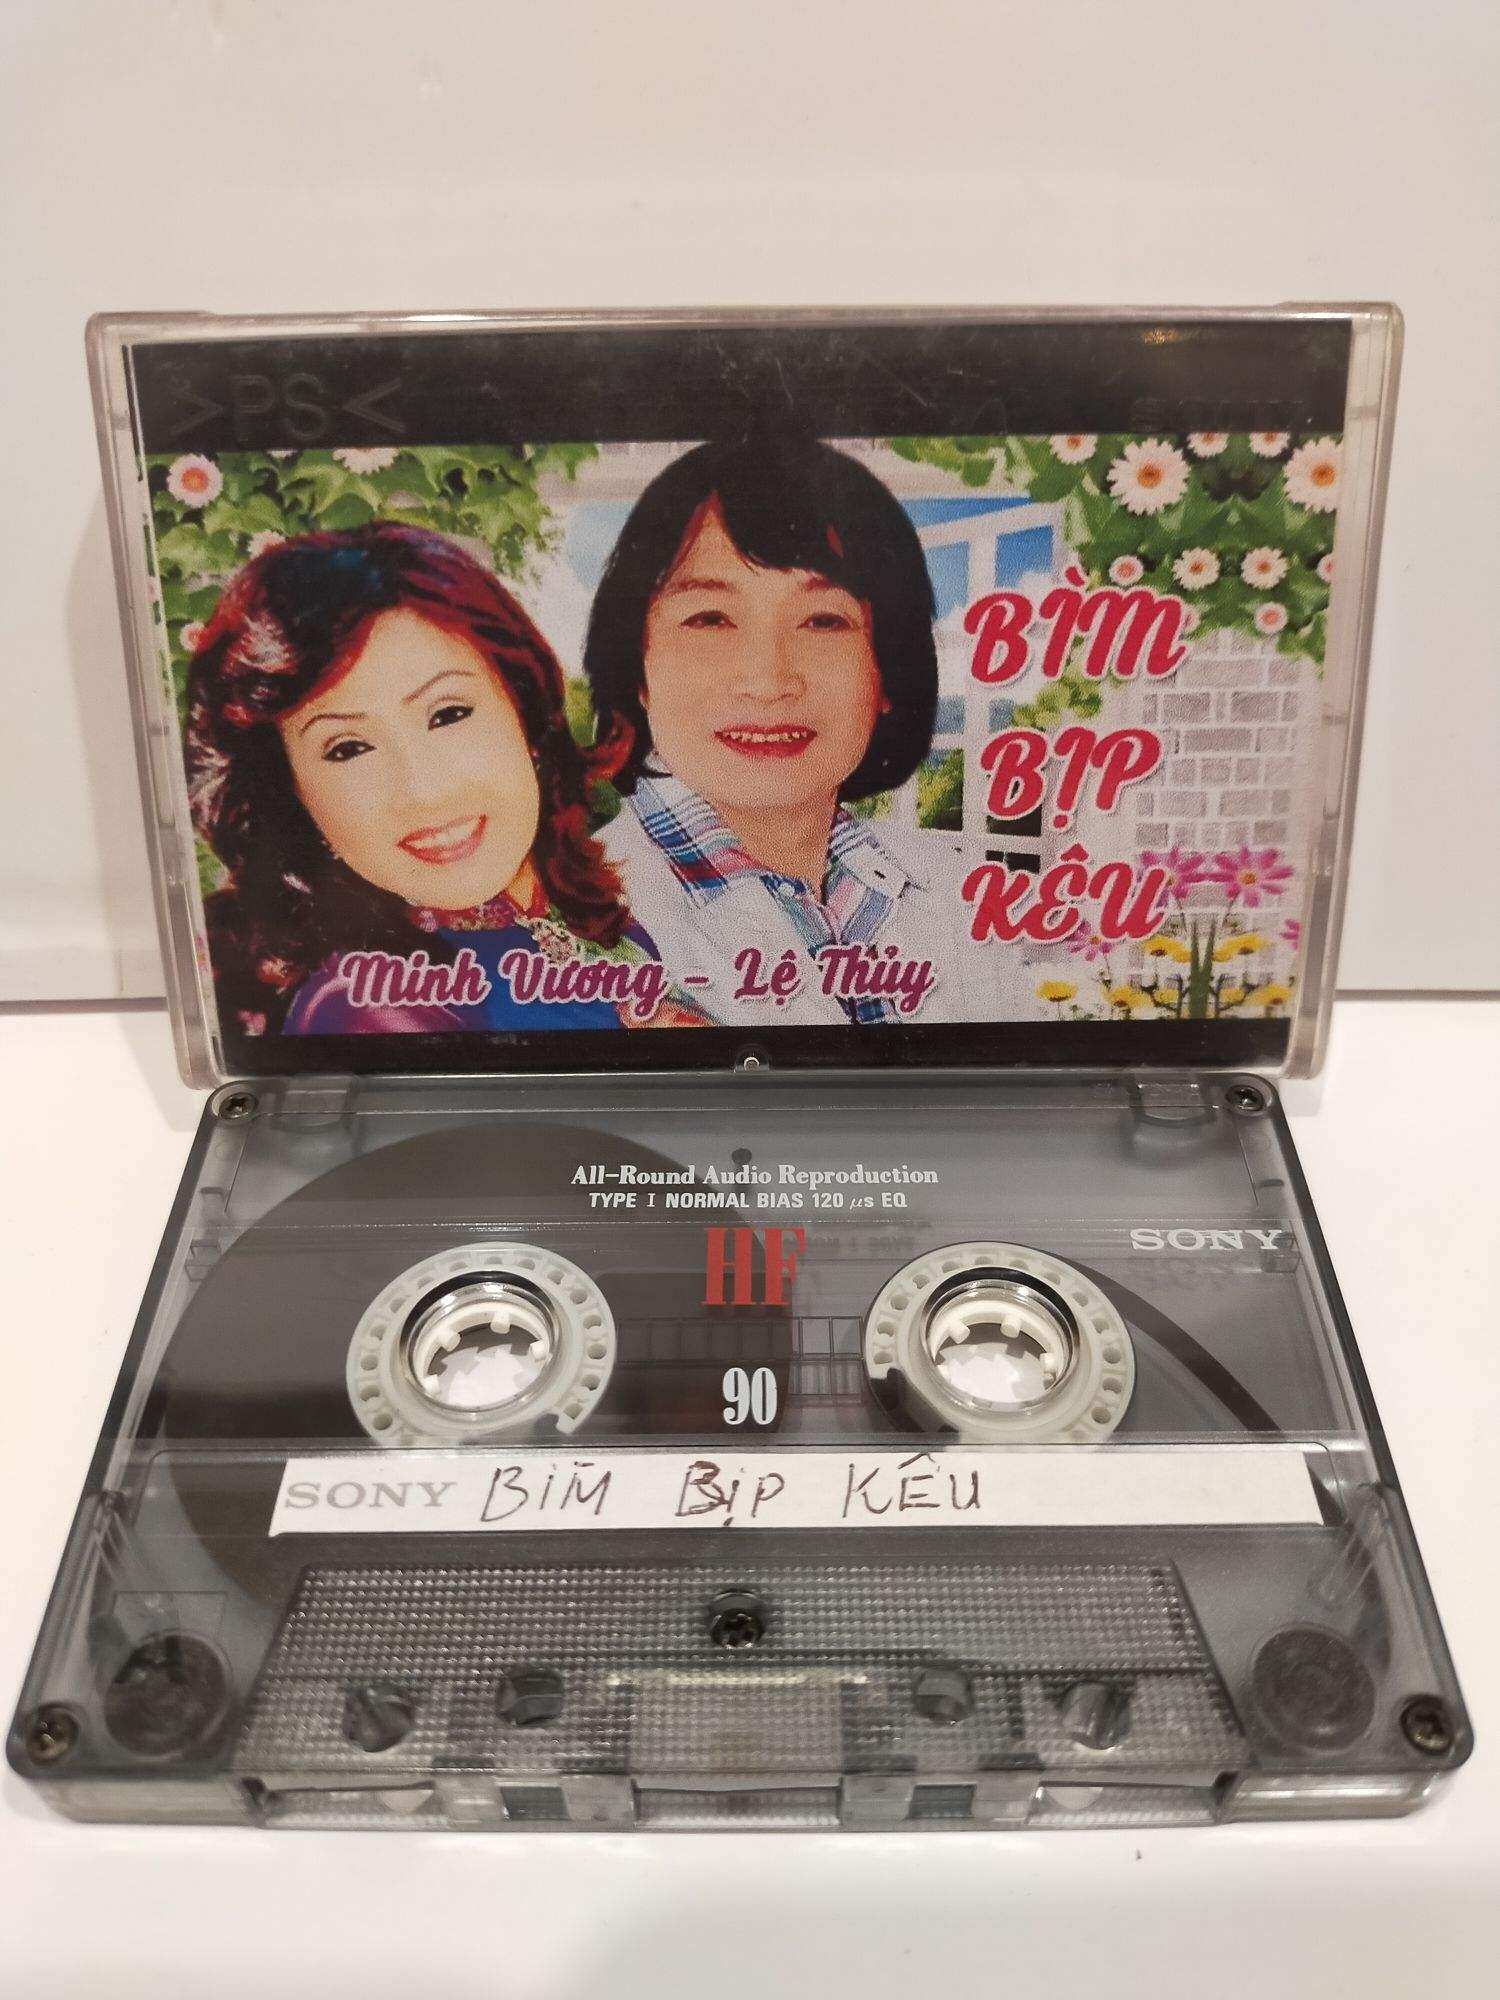 >PS<
BÌM
BỊP
KÊU
Minh Vương - Lệ Thủy
All-Round Audio Reproduction
TYPE I NORMAL BIAS 120 µs EQ
HF
SONY
90
SONY BÌM BỊP KÊU